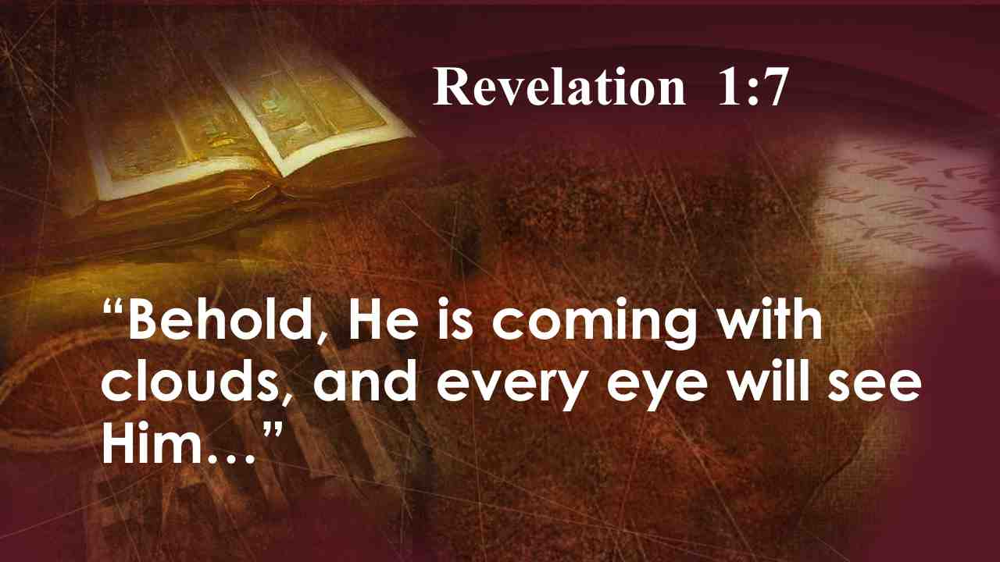 Revelation 1:7
“Behold, He is coming with
clouds, and every eye will see
Him…”